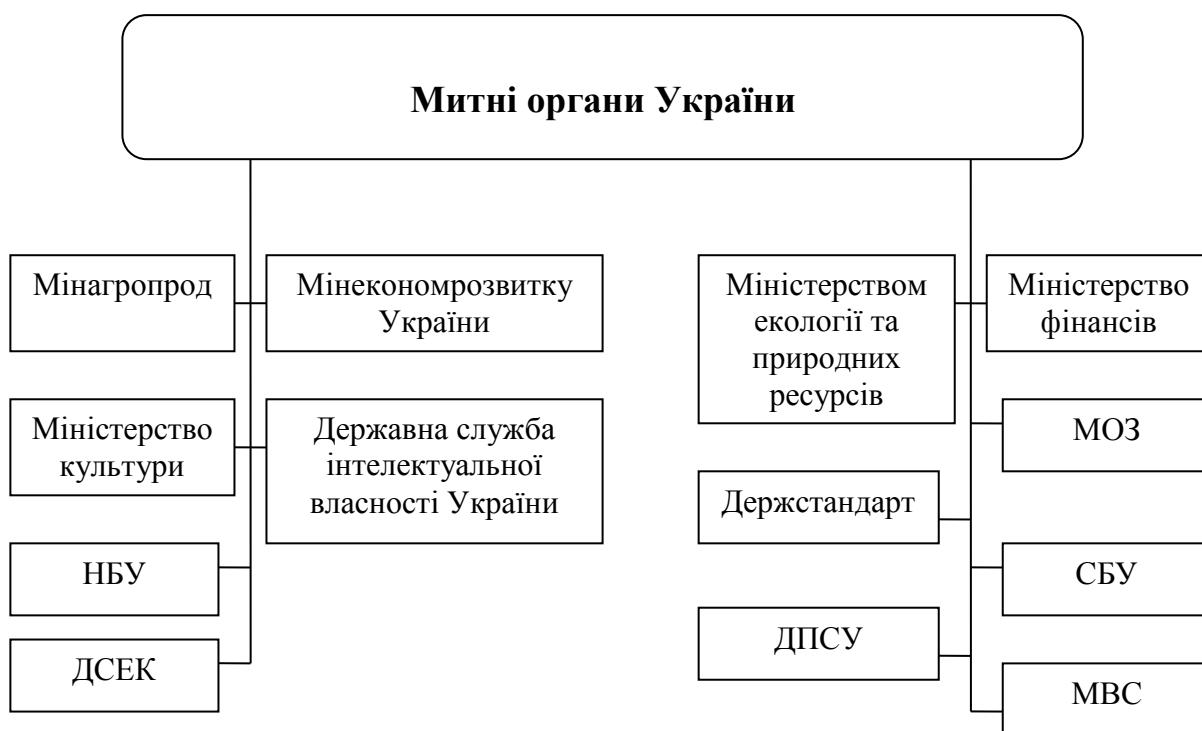 Митні органи України
Мінагропрод
Мінекономрозвитку
України
Міністерство
культури
Державна служба
інтелектуальної
власності України
НБУ
ДСЕК
Міністерством
екології та
природних
ресурсів
Міністерство
фінансів
МОЗ
Держстандарт
СБУ
ДПСУ
МВС